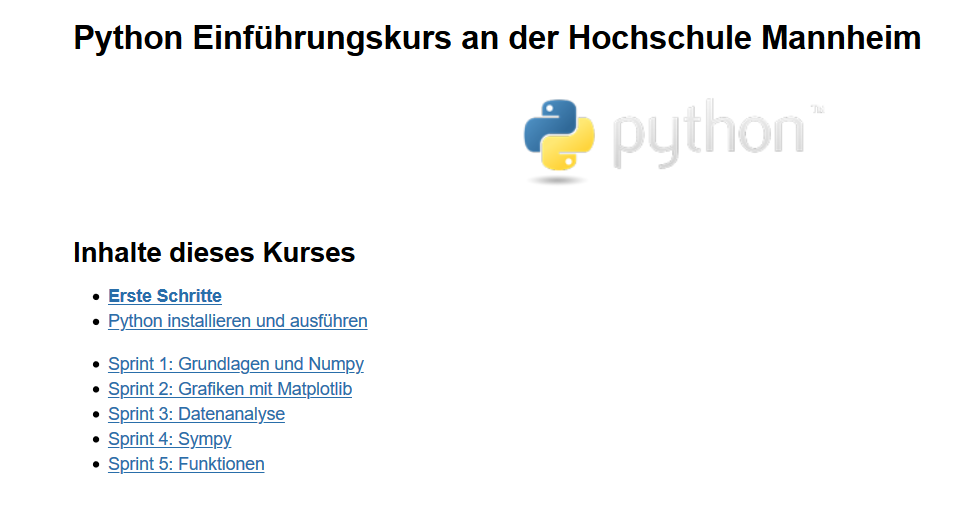 Python Einführungskurs an der Hochschule Mannheim
python™
Inhalte dieses Kurses
Erste Schritte
Python installieren und ausführen
Sprint 1: Grundlagen und Numpy
Sprint 2: Grafiken mit Matplotlib
Sprint 3: Datenanalyse
Sprint 4: Sympy
Sprint 5: Funktionen